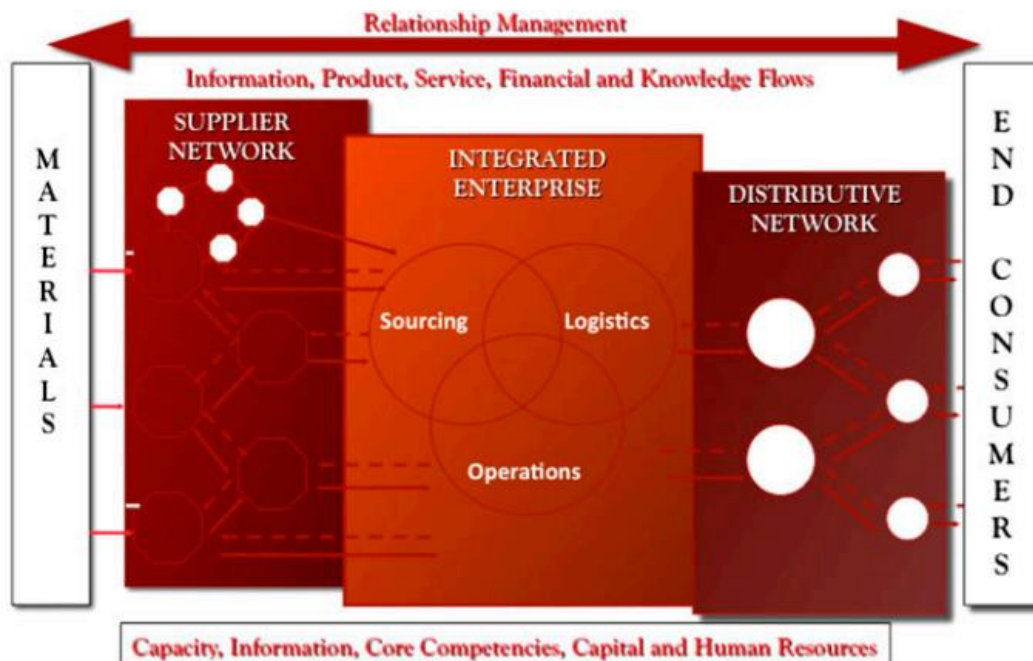 Relationship Management
Information, Product, Service, Financial and Knowledge Flows
MATERIALS
SUPPLIER
NETWORK
INTEGRATED
ENTERPRISE
DISTRIBUTIVE
NETWORK
Sourcing
Logistics
Operations
END CONSUMERS
Capacity, Information, Core Competencies, Capital and Human Resources